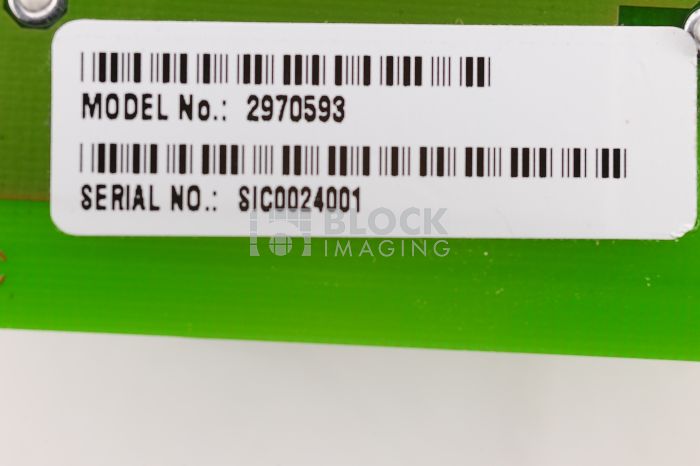 MODEL No.: 2970593
SERIAL NO.: SIC0024001
BLOCK
IMAGING